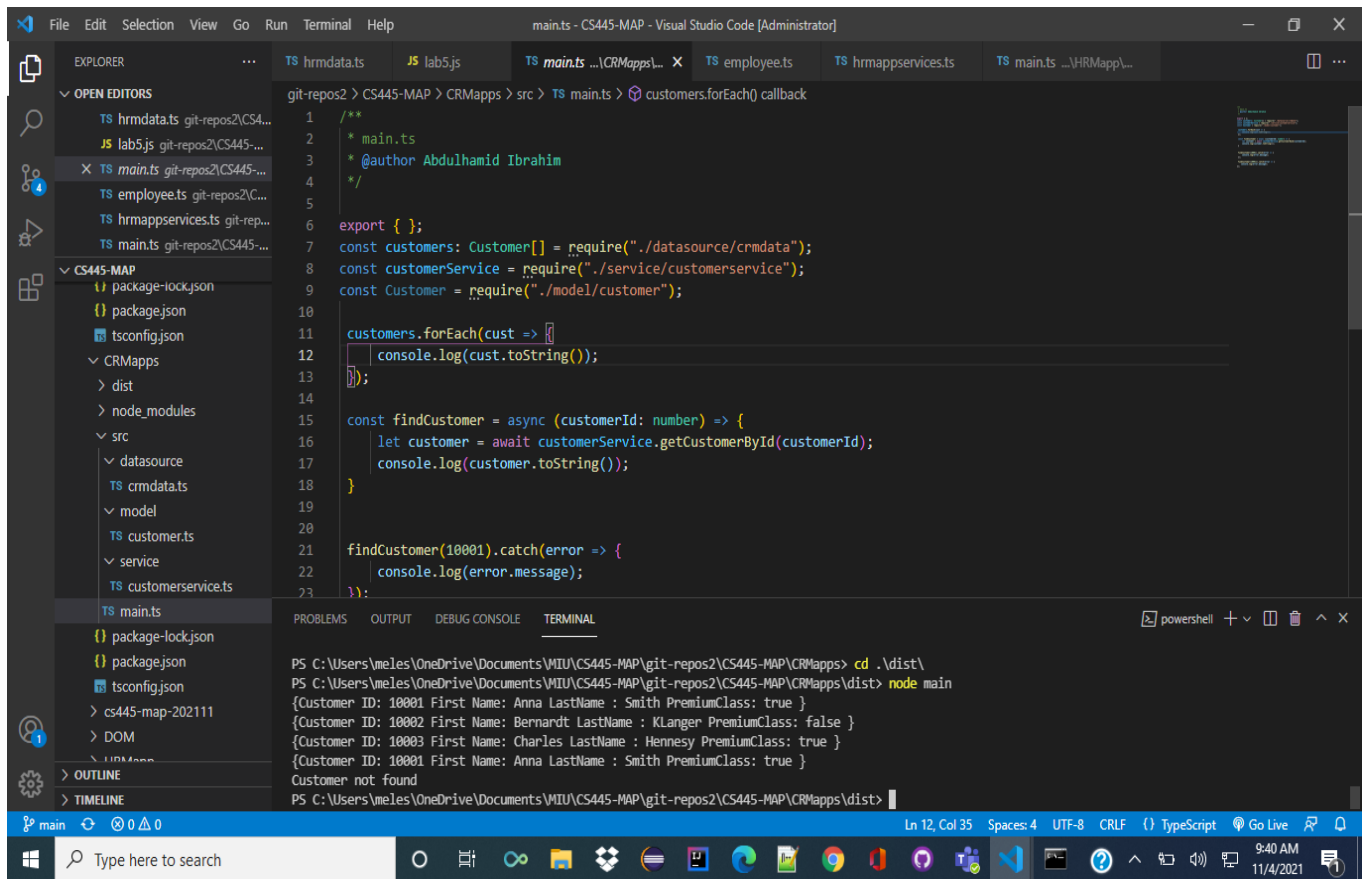 File Edit Selection View Go Run Terminal Help
main.ts - CS445-MAP - Visual Studio Code [Administrator]
EXPLORER
OPEN EDITORS
TS hrmdata.ts git-repos2\CS4...
JS lab5.js git-repos2\CS445-...
TS main.ts git-repos2\CS445-...
TS employee.ts git-repos2\C...
TS hrmappservices.ts git-rep...
TS main.ts git-repos2\CS445-...
CS445-MAP
{} package-lock.json
{} package.json
TS tsconfig.json
CRMapps
dist
node_modules
src
datasource
TS crmdata.ts
model
TS customer.ts
service
TS customerservice.ts
TS main.ts
{} package-lock.json
{} package.json
TS tsconfig.json
cs445-map-202111
DOM
HRMapp
OUTLINE
TIMELINE
4
1
TS hrmdata.ts
JS lab5.js
TS main.ts ...\CRMapps\...
TS employee.ts
TS hrmappservices.ts
TS main.ts ...\HRMapp\...
git-repos2 > CS445-MAP > CRMapps > src > TS main.ts > customers.forEach() callback
1 /**
2 * main.ts
3 * @author Abdulhamid Ibrahim
4 */
5
6 export { };
7 const customers: Customer[] = require("./datasource/crmdata");
8 const customerService = require("./service/customerservice");
9 const Customer = require("./model/customer");
10
11 customers.forEach(cust => {
12 console.log(cust.toString());
13 });
14
15 const findCustomer = async (customerId: number) => {
16 let customer = await customerService.getCustomerById(customerId);
17 console.log(customer.toString());
18 }
19
20
21 findCustomer(10001).catch(error => {
22 console.log(error.message);
23 });
PROBLEMS OUTPUT DEBUG CONSOLE TERMINAL
powershell
PS C:\Users\meles\OneDrive\Documents\MIU\CS445-MAP\git-repos2\CS445-MAP\CRMapps> cd .\dist\
PS C:\Users\meles\OneDrive\Documents\MIU\CS445-MAP\git-repos2\CS445-MAP\CRMapps\dist> node main
{Customer ID: 10001 First Name: Anna LastName : Smith PremiumClass: true }
{Customer ID: 10002 First Name: Bernardt LastName : KLanger PremiumClass: false }
{Customer ID: 10003 First Name: Charles LastName : Hennesy PremiumClass: true }
{Customer ID: 10001 First Name: Anna LastName : Smith PremiumClass: true }
Customer not found
PS C:\Users\meles\OneDrive\Documents\MIU\CS445-MAP\git-repos2\CS445-MAP\CRMapps\dist>
main 0 0 Ln 12, Col 35 Spaces: 4 UTF-8 CRLF {} TypeScript Go Live
Type here to search
9:40 AM
11/4/2021
1